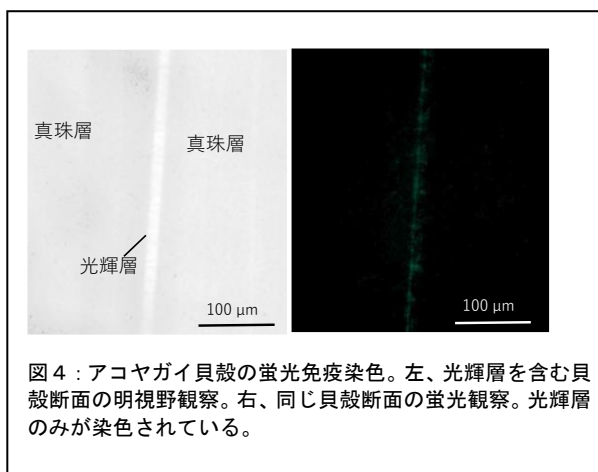 真珠層
真珠層
光輝層
100 μm
100 μm
図４：アコヤガイ貝殻の蛍光免疫染色。左、光輝層を含む貝
殻断面の明視野観察。右、同じ貝殻断面の蛍光観察。光輝層
のみが染色されている。